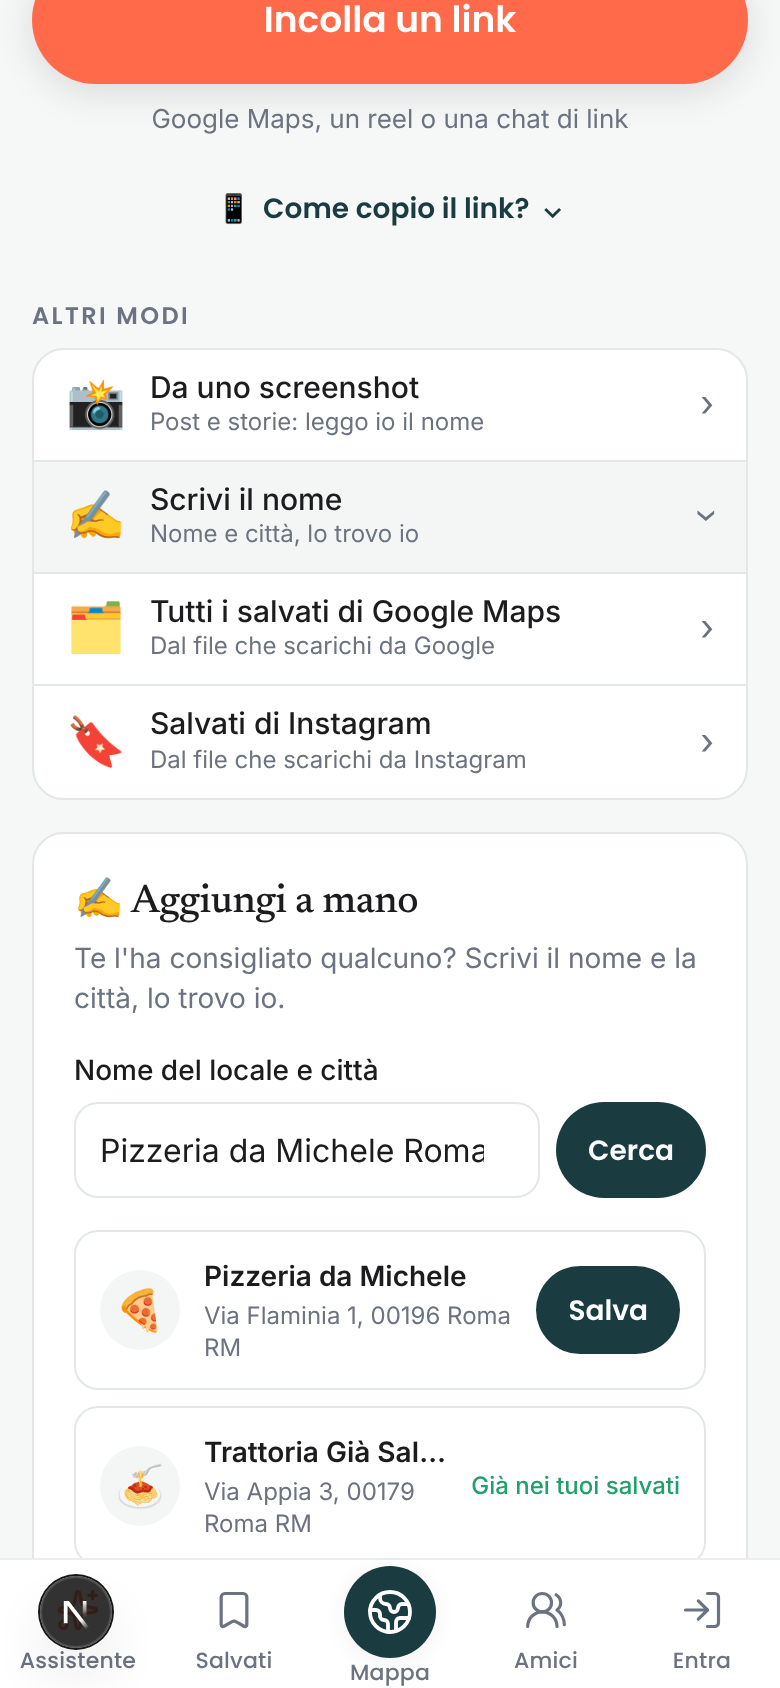 Incolla un link
Google Maps, un reel o una chat di link
Come copio il link?
ALTRI MODI
Da uno screenshot
Post e storie: leggo io il nome
Scrivi il nome
Nome e città, lo trovo io
Tutti i salvati di Google Maps
Dal file che scarichi da Google
Salvati di Instagram
Dal file che scarichi da Instagram
Aggiungi a mano
Te l'ha consigliato qualcuno? Scrivi il nome e la
città, lo trovo io.
Nome del locale e città
Pizzeria da Michele Roma
Cerca
Pizzeria da Michele
Via Flaminia 1, 00196 Roma
RM
Salva
Trattoria Già Sal...
Via Appia 3, 00179
Roma RM
Già nei tuoi salvati
N
Assistente
Salvati
Mappa
Amici
Entra